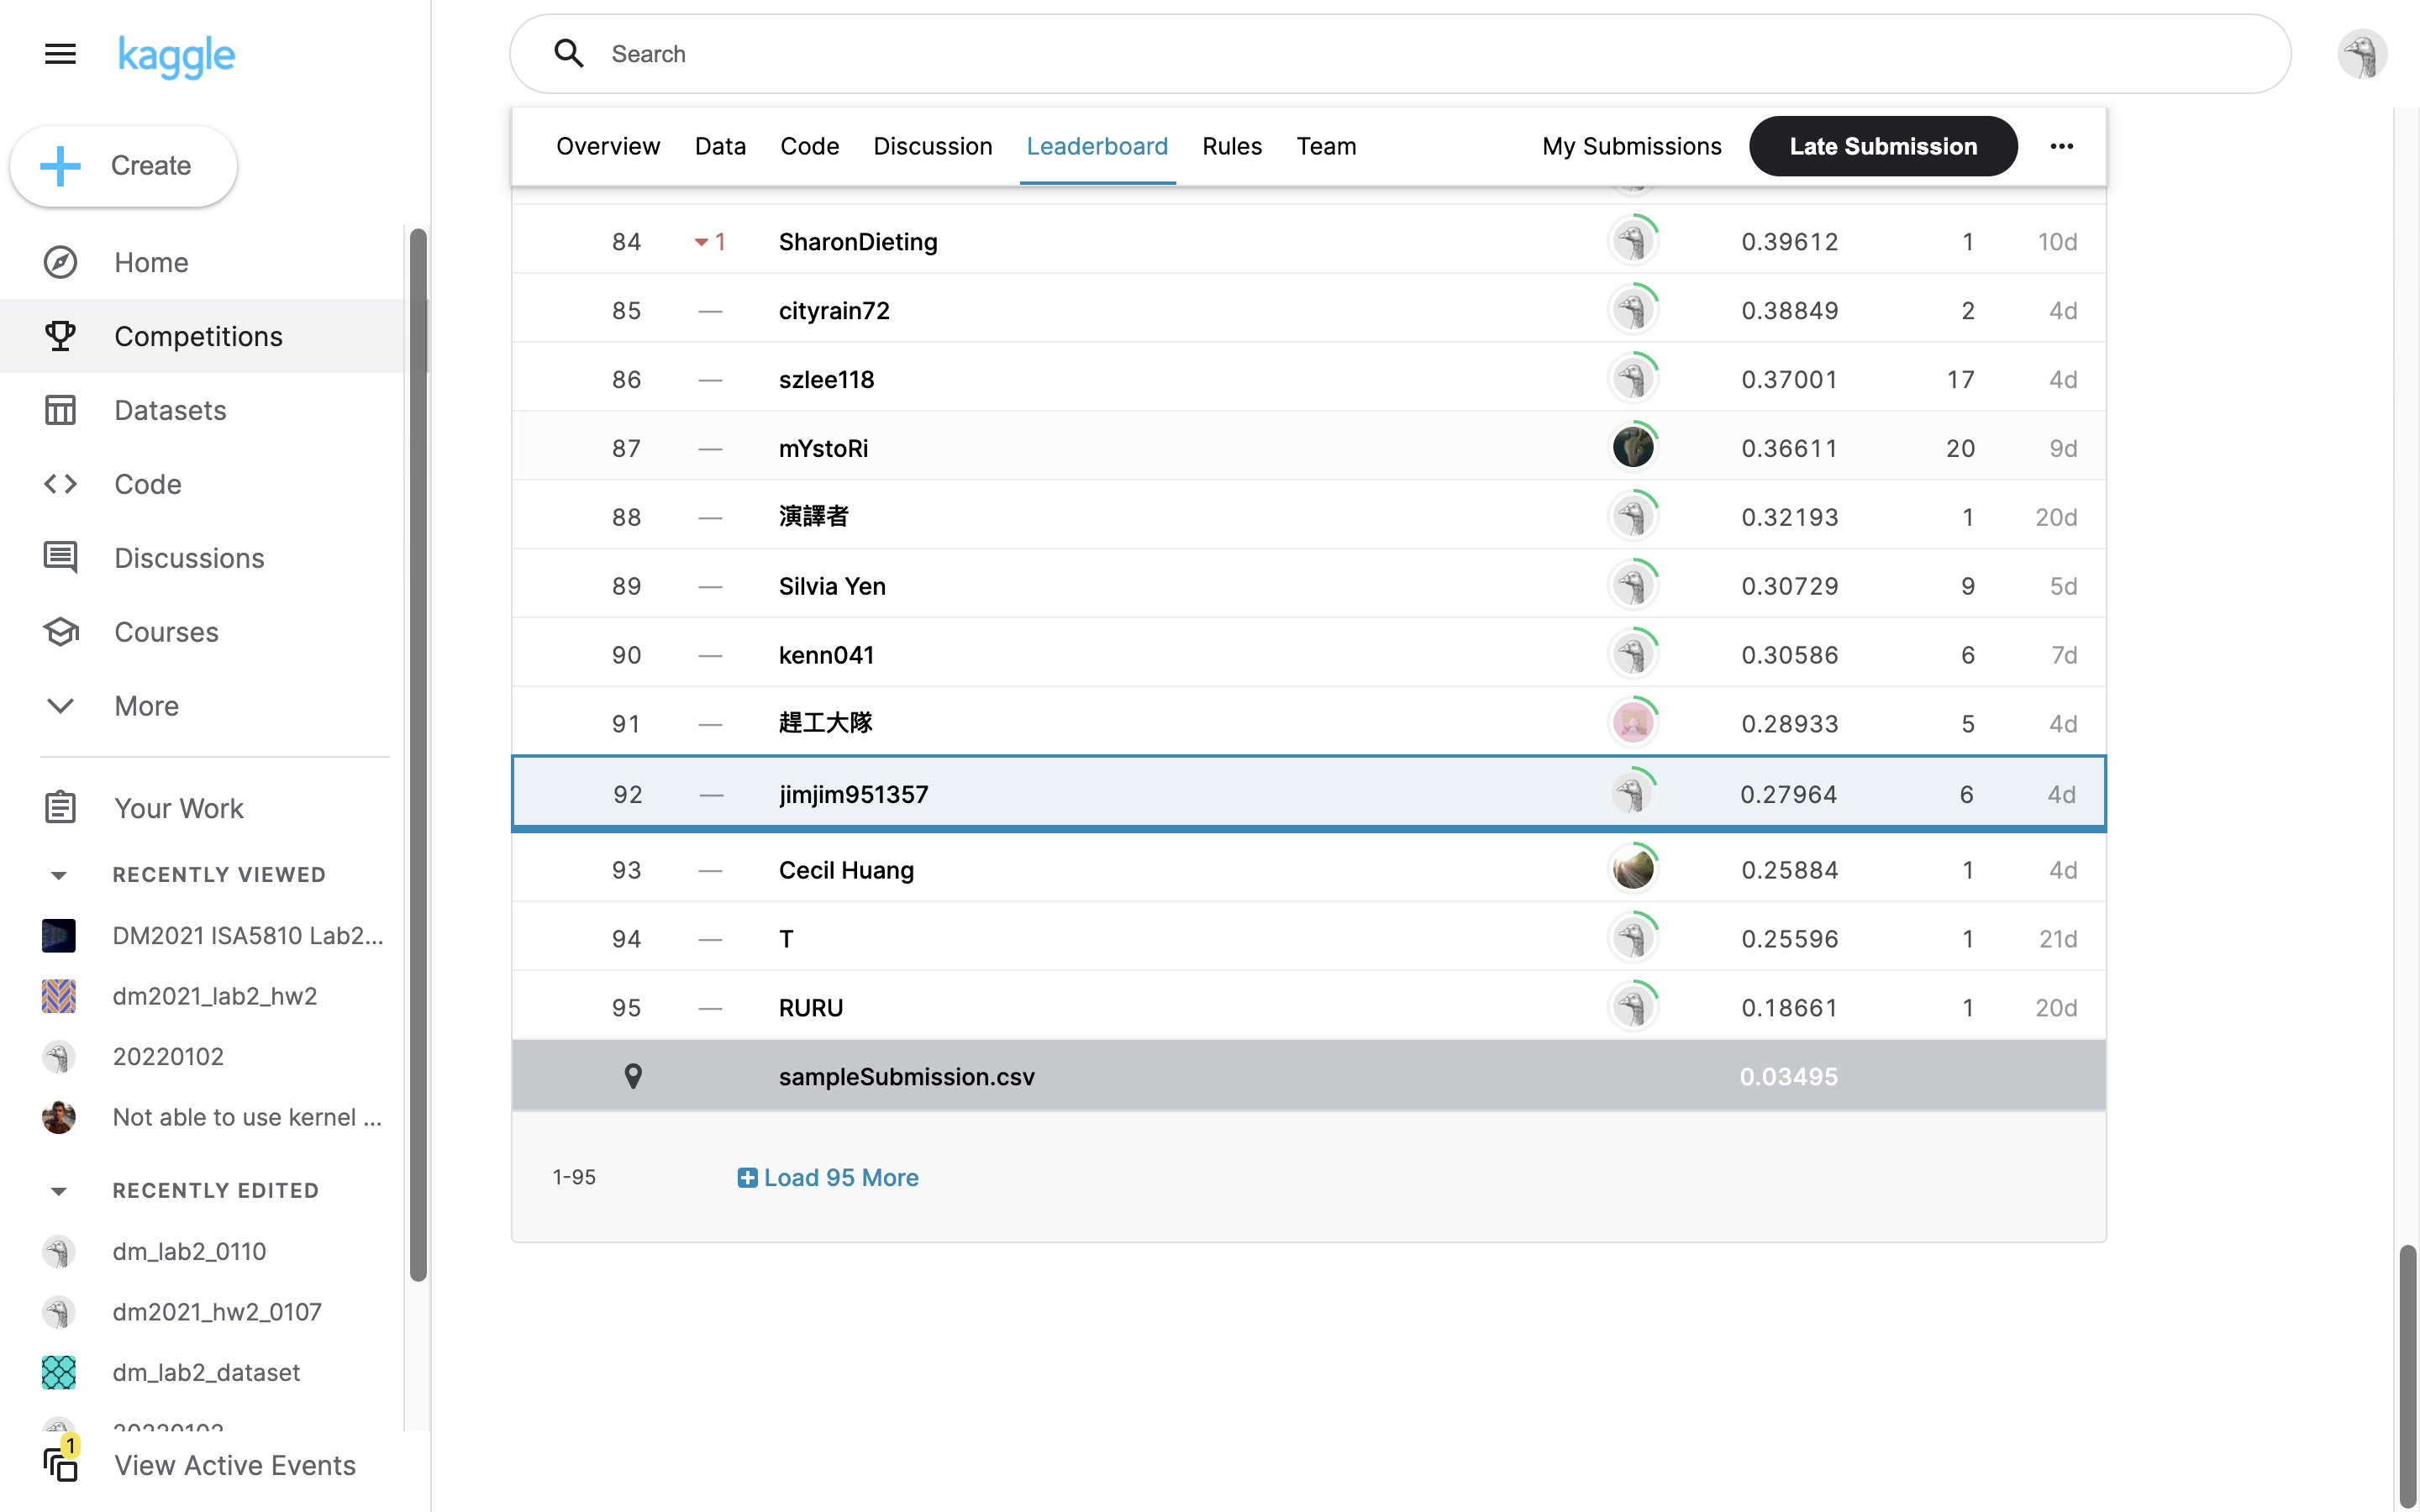 kaggle
Search
Create
Home
Competitions
Datasets
Code
Discussions
Courses
More
Your Work
RECENTLY VIEWED
DM2021 ISA5810 Lab2...
dm2021_lab2_hw2
20220102
Not able to use kernel ...
RECENTLY EDITED
dm_lab2_0110
dm2021_hw2_0107
dm_lab2_dataset
1
View Active Events
Overview Data Code Discussion Leaderboard Rules Team My Submissions Late Submission
84 1 SharonDieting 0.39612 1 10d
85 — cityrain72 0.38849 2 4d
86 — szlee118 0.37001 17 4d
87 — mYstoRi 0.36611 20 9d
88 — 演譯者 0.32193 1 20d
89 — Silvia Yen 0.30729 9 5d
90 — kenn041 0.30586 6 7d
91 — 趕工大隊 0.28933 5 4d
92 — jimjim951357 0.27964 6 4d
93 — Cecil Huang 0.25884 1 4d
94 — T 0.25596 1 21d
95 — RURU 0.18661 1 20d
sampleSubmission.csv 0.03495
1-95 Load 95 More